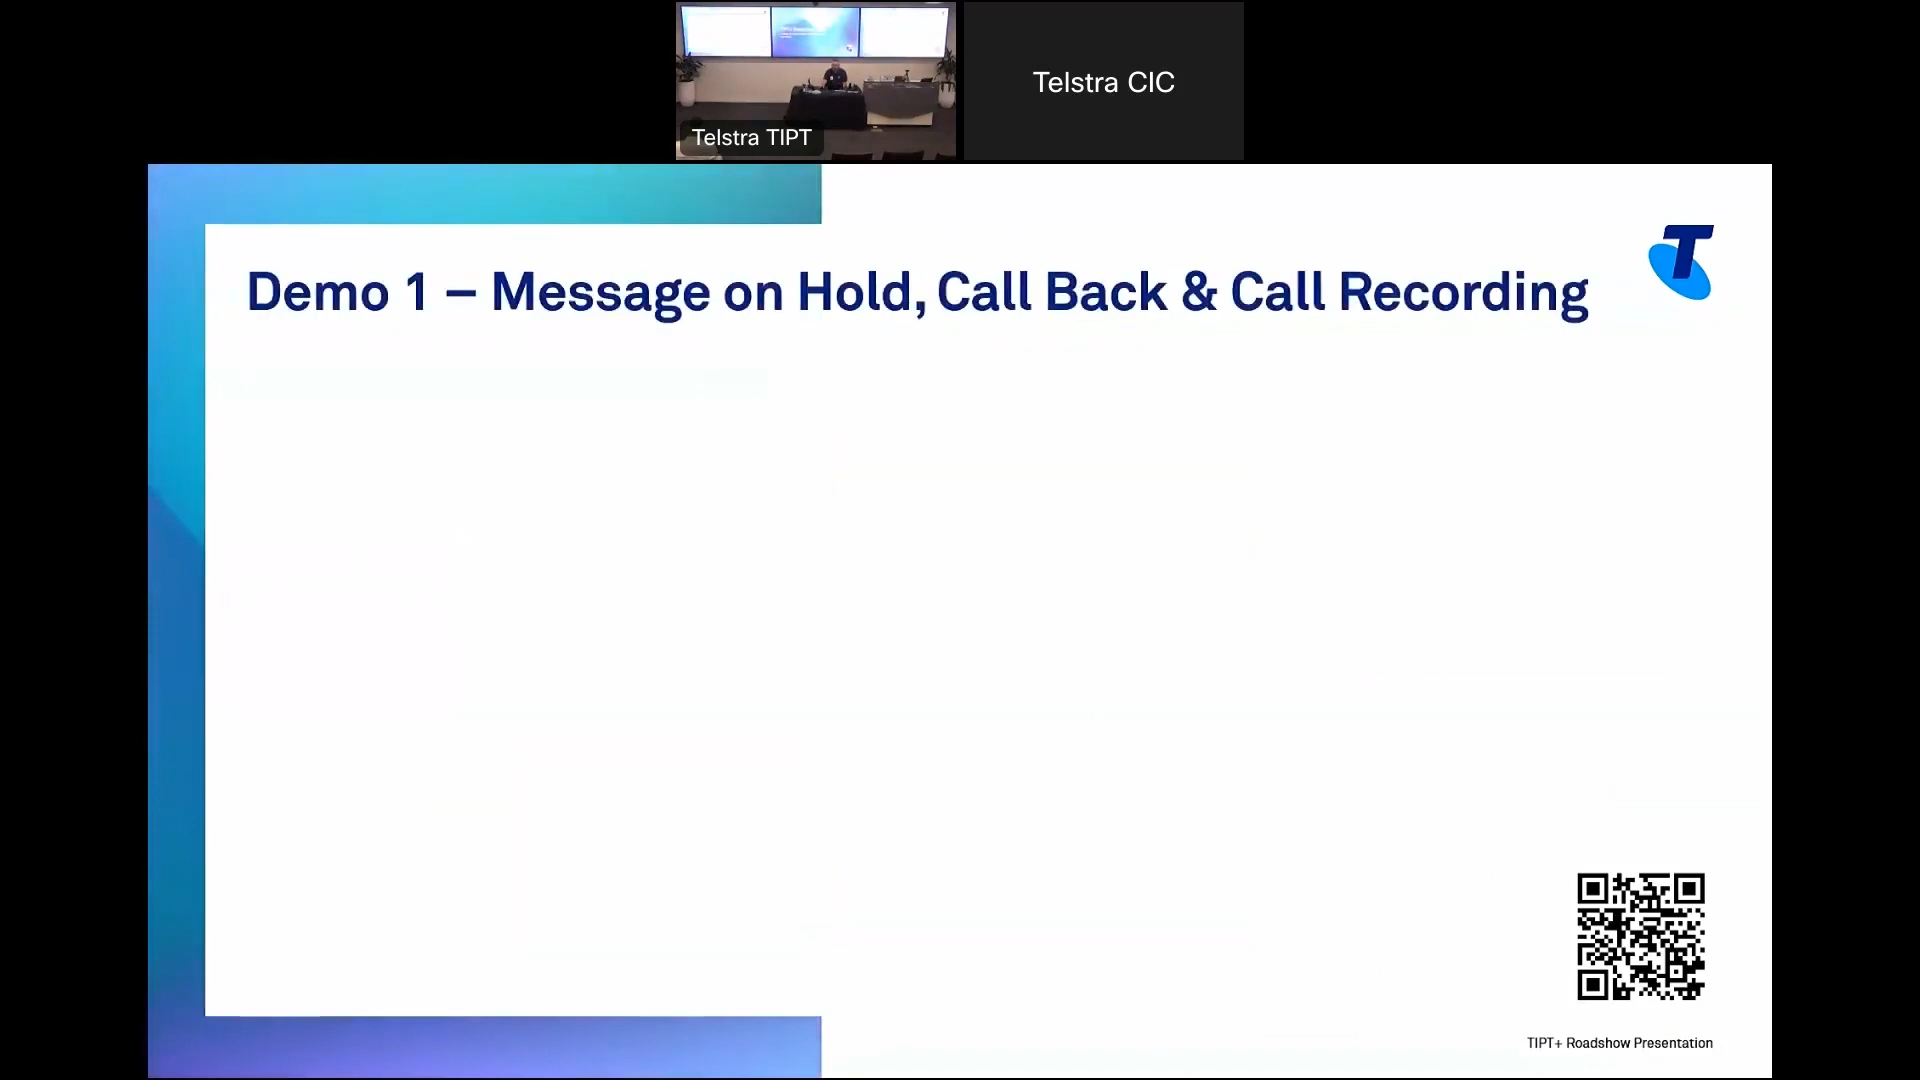 Telstra TIPT
Telstra CIC
Demo 1 – Message on Hold, Call Back & Call Recording
T
TIPT+ Roadshow Presentation